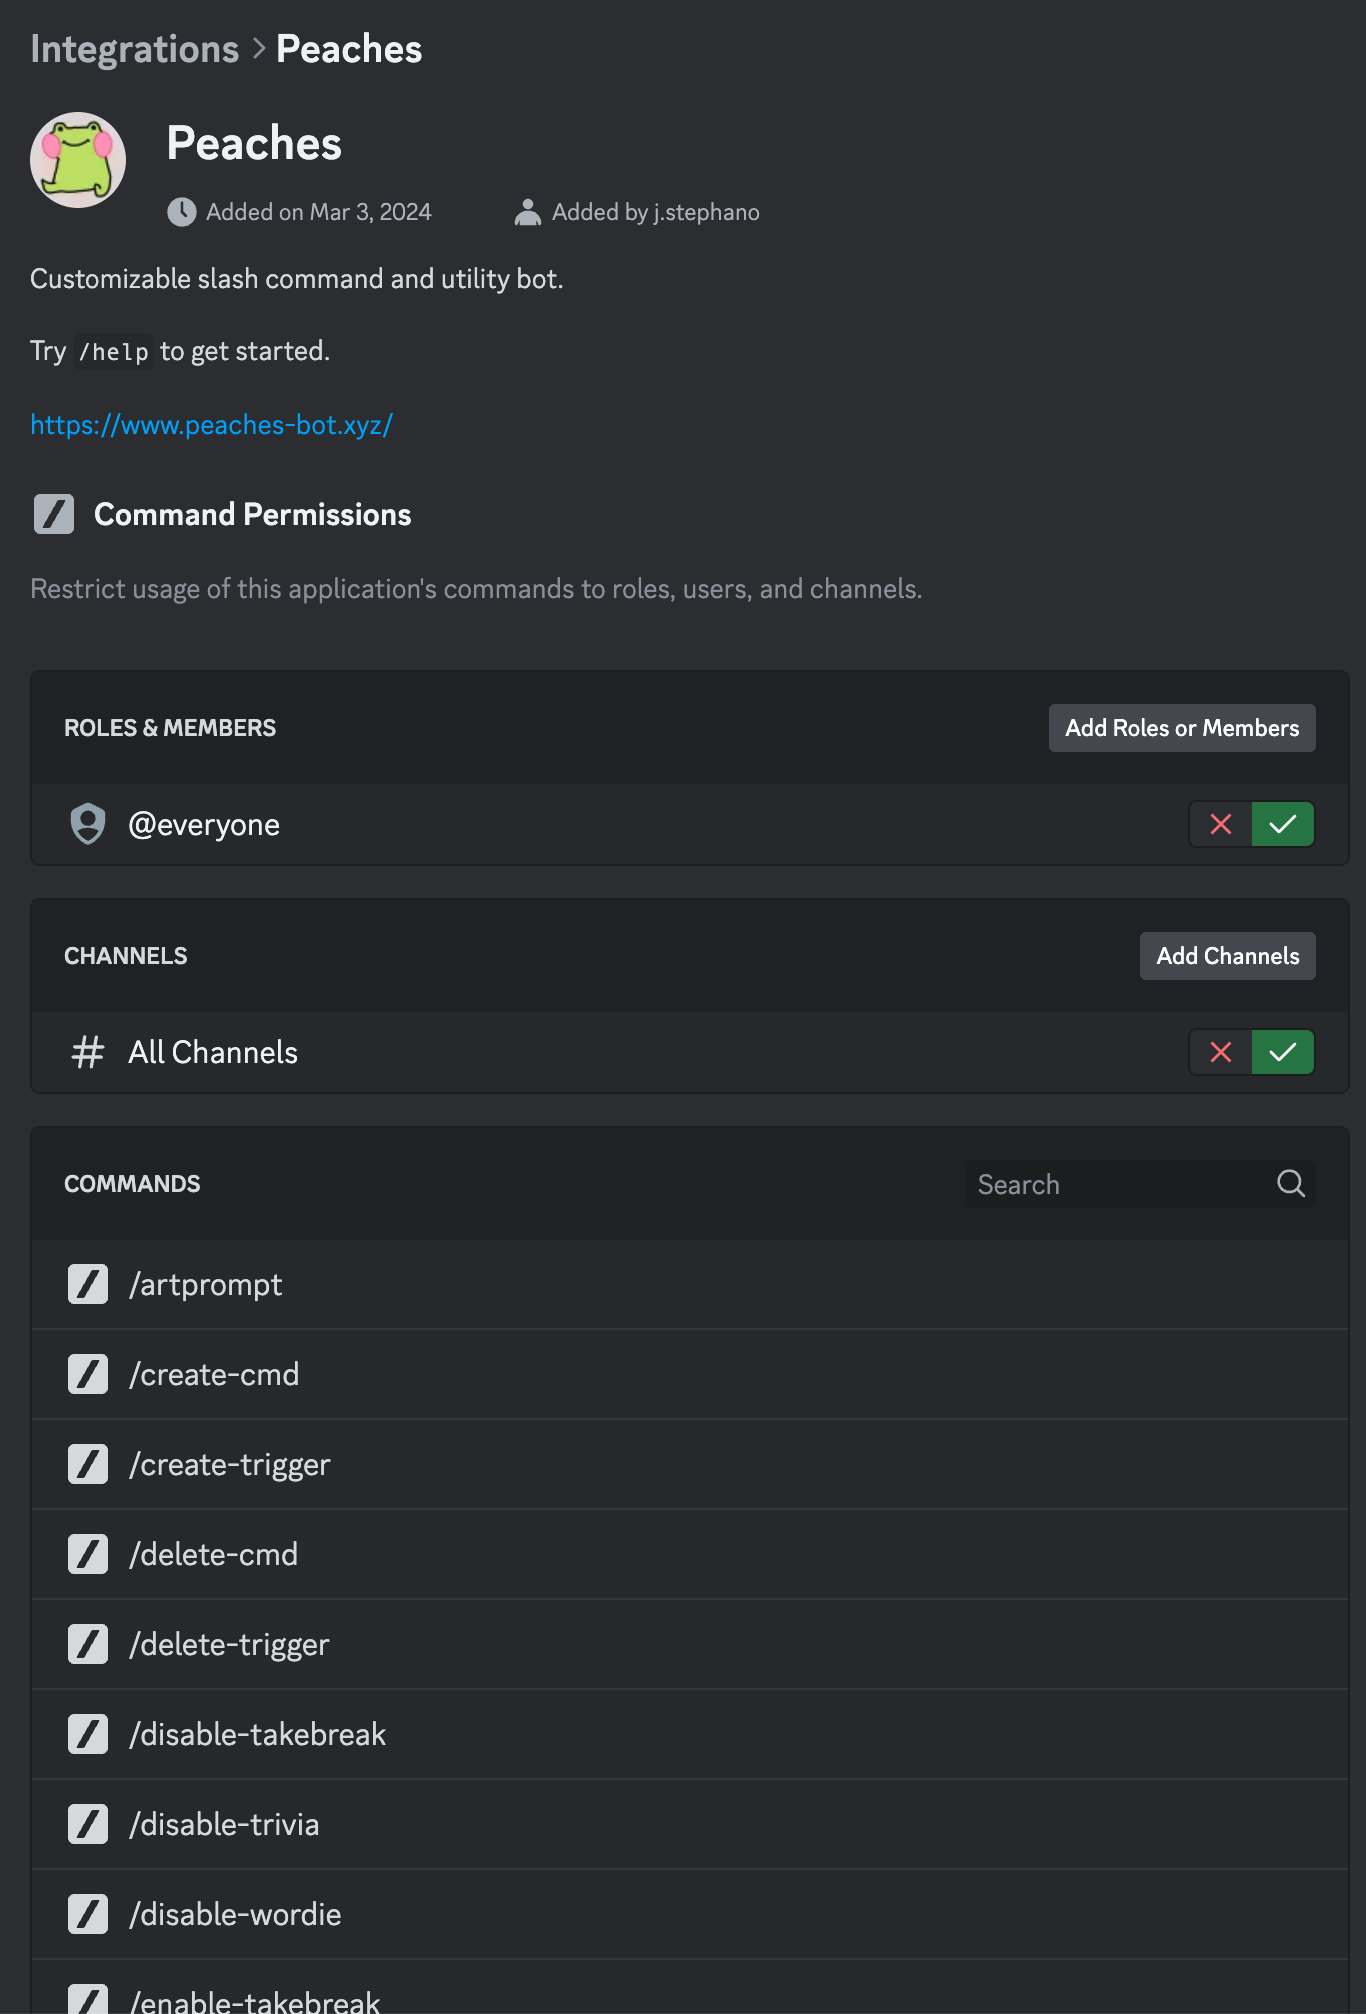 Integrations > Peaches
Peaches
Added on Mar 3, 2024 Added by j.stephano
Customizable slash command and utility bot.
Try /help to get started.
https://www.peaches-bot.xyz/
Command Permissions
Restrict usage of this application's commands to roles, users, and channels.
ROLES & MEMBERS Add Roles or Members
@everyone
CHANNELS Add Channels
# All Channels
COMMANDS Search
/artprompt
/create-cmd
/create-trigger
/delete-cmd
/delete-trigger
/disable-takebreak
/disable-trivia
/disable-wordie
/enable-takebreak